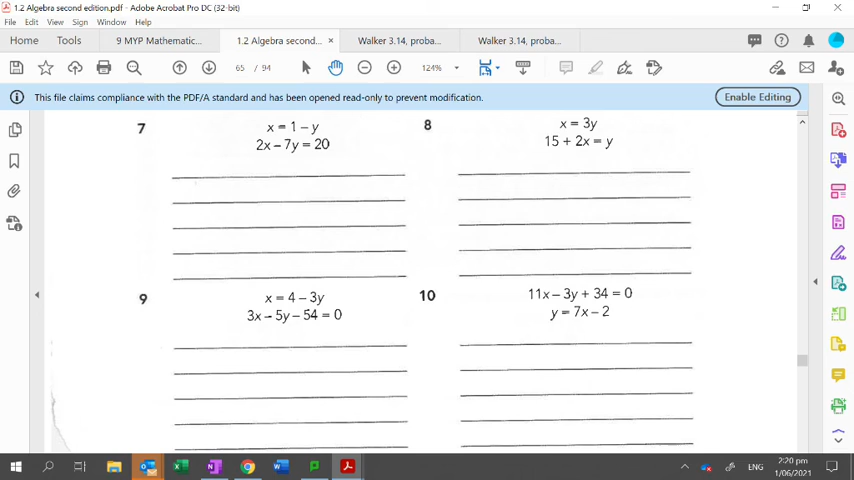 1.2 Algebra second edition.pdf - Adobe Acrobat Pro DC (32-bit)
File Edit View Sign Window Help
Home Tools 9 MYP Mathematic... 1.2 Algebra second... × Walker 3.14, proba... Walker 3.14, proba...
65 / 94 124%
This file claims compliance with the PDF/A standard and has been opened read-only to prevent modification. Enable Editing
7 x = 1 – y
2x – 7y = 20
8 x = 3y
15 + 2x = y
9 x = 4 – 3y
3x – 5y – 54 = 0
10 11x – 3y + 34 = 0
y = 7x – 2
ENG 2:20 pm
1/06/2021